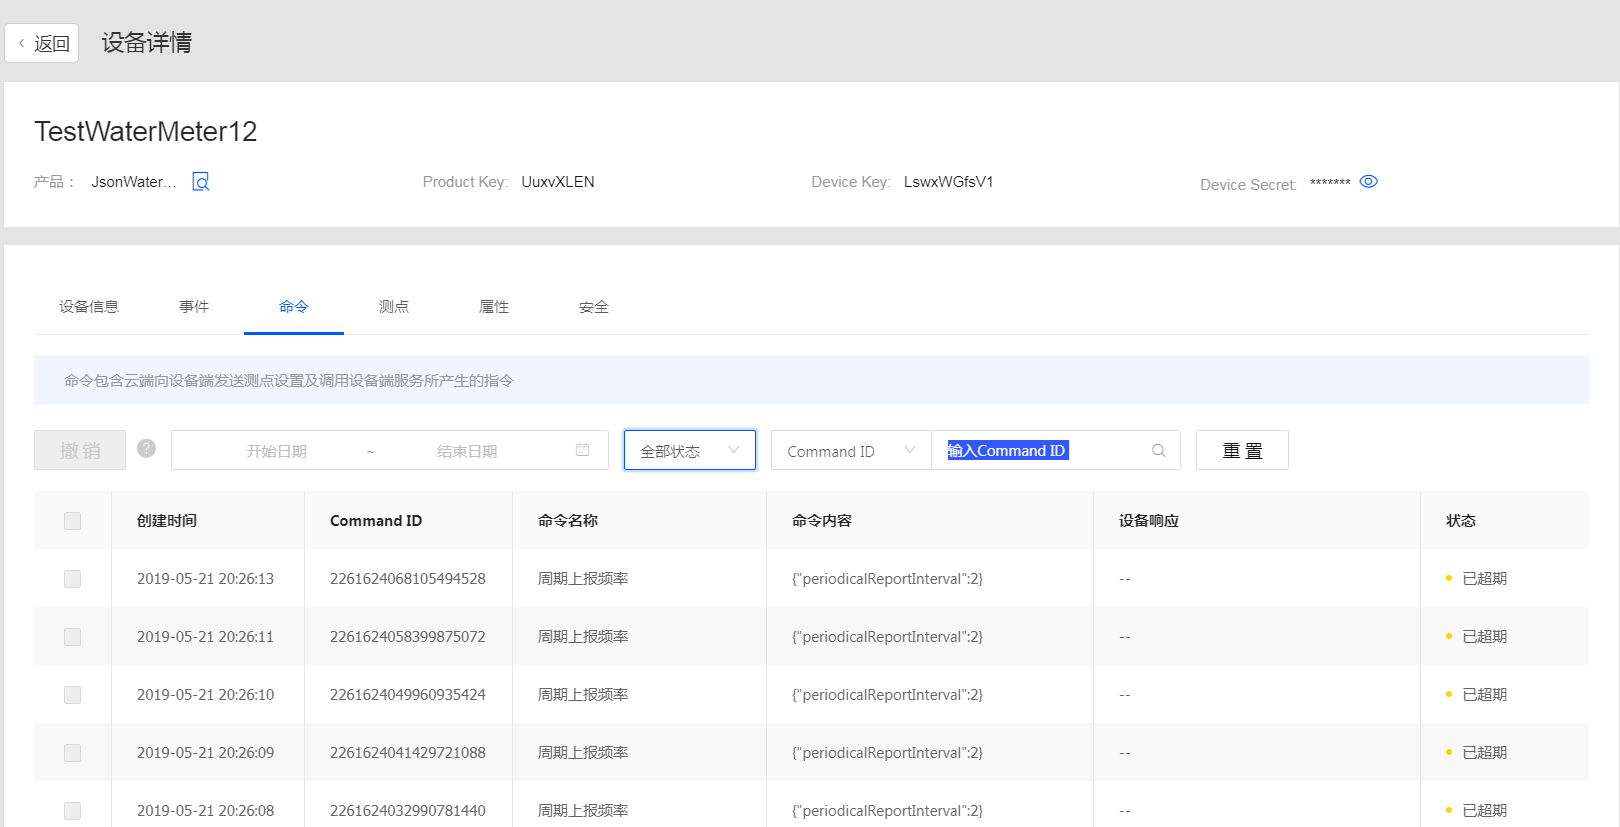 返回 设备详情
TestWaterMeter12
产品： JsonWater... Product Key: UuxvXLEN Device Key: LswxWGfsV1 Device Secret: *******
设备信息 事件 命令 测点 属性 安全
命令包含云端向设备端发送测点设置及调用设备端服务所产生的指令
撤销 ? 开始日期 ~ 结束日期 全部状态 Command ID 输入Command ID 重置
创建时间 Command ID 命令名称 命令内容 设备响应 状态
2019-05-21 20:26:13 2261624068105494528 周期上报频率 {"periodicalReportInterval":2} -- 已超期
2019-05-21 20:26:11 2261624058399875072 周期上报频率 {"periodicalReportInterval":2} -- 已超期
2019-05-21 20:26:10 2261624049960935424 周期上报频率 {"periodicalReportInterval":2} -- 已超期
2019-05-21 20:26:09 2261624041429721088 周期上报频率 {"periodicalReportInterval":2} -- 已超期
2019-05-21 20:26:08 2261624032990781440 周期上报频率 {"periodicalReportInterval":2} -- 已超期